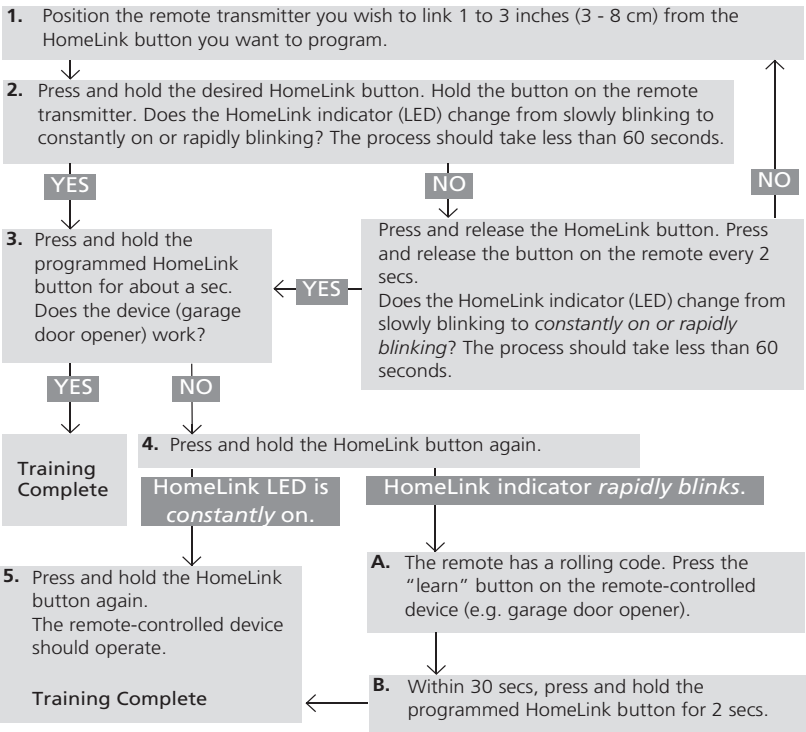 1. Position the remote transmitter you wish to link 1 to 3 inches (3 - 8 cm) from the
HomeLink button you want to program.
2. Press and hold the desired HomeLink button. Hold the button on the remote
transmitter. Does the HomeLink indicator (LED) change from slowly blinking to
constantly on or rapidly blinking? The process should take less than 60 seconds.
YES
NO
NO
3. Press and hold the
programmed HomeLink
button for about a sec.
Does the device (garage
door opener) work?
YES
Press and release the HomeLink button. Press
and release the button on the remote every 2
secs.
Does the HomeLink indicator (LED) change from
slowly blinking to constantly on or rapidly
blinking? The process should take less than 60
seconds.
YES
NO
Training
Complete
4. Press and hold the HomeLink button again.
HomeLink LED is
constantly on.
HomeLink indicator rapidly blinks.
5. Press and hold the HomeLink
button again.
The remote-controlled device
should operate.
Training Complete
A. The remote has a rolling code. Press the
“learn” button on the remote-controlled
device (e.g. garage door opener).
B. Within 30 secs, press and hold the
programmed HomeLink button for 2 secs.